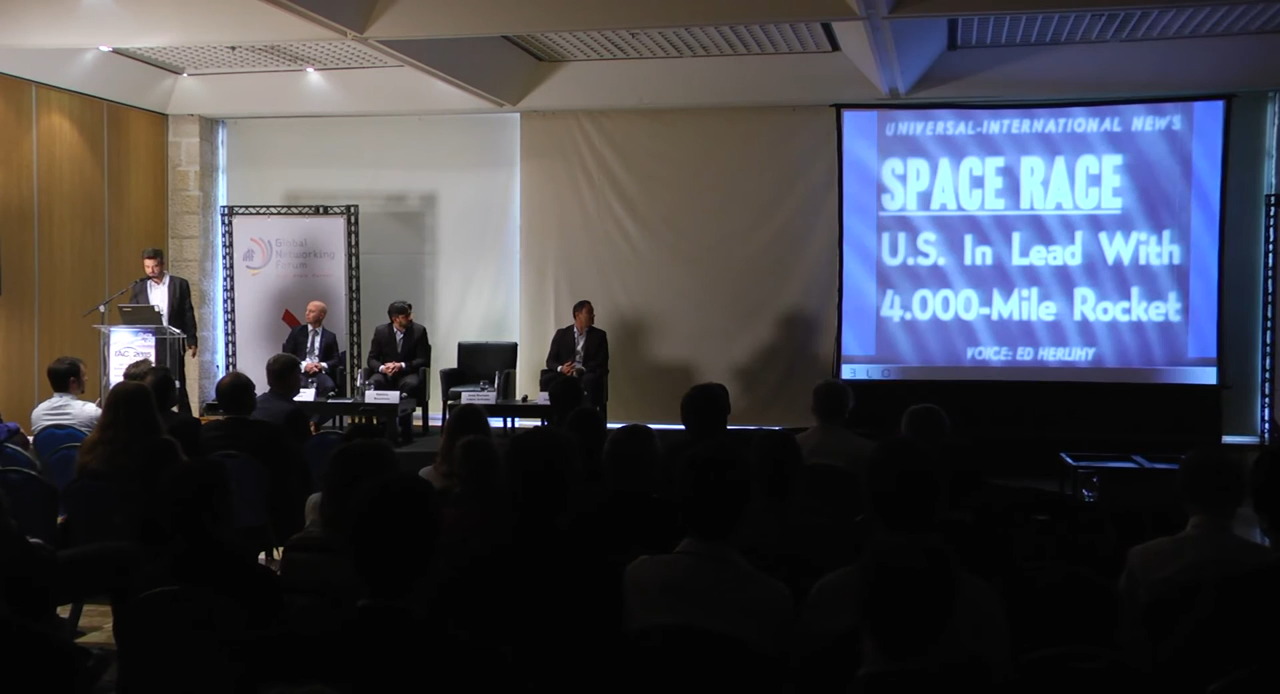 Global
Networking
Forum
IAC 2015
UNIVERSAL-INTERNATIONAL NEWS
SPACE RACE
U.S. In Lead With
4.000-Mile Rocket
VOICE: ED HERLIHY